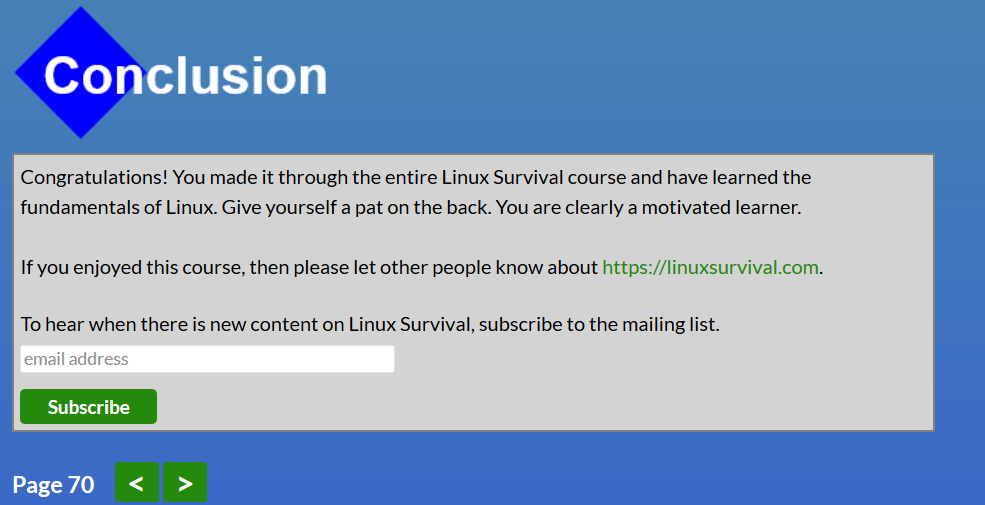 Conclusion
Congratulations! You made it through the entire Linux Survival course and have learned the
fundamentals of Linux. Give yourself a pat on the back. You are clearly a motivated learner.
If you enjoyed this course, then please let other people know about https://linuxsurvival.com.
To hear when there is new content on Linux Survival, subscribe to the mailing list.
email address
Subscribe
Page 70 < >